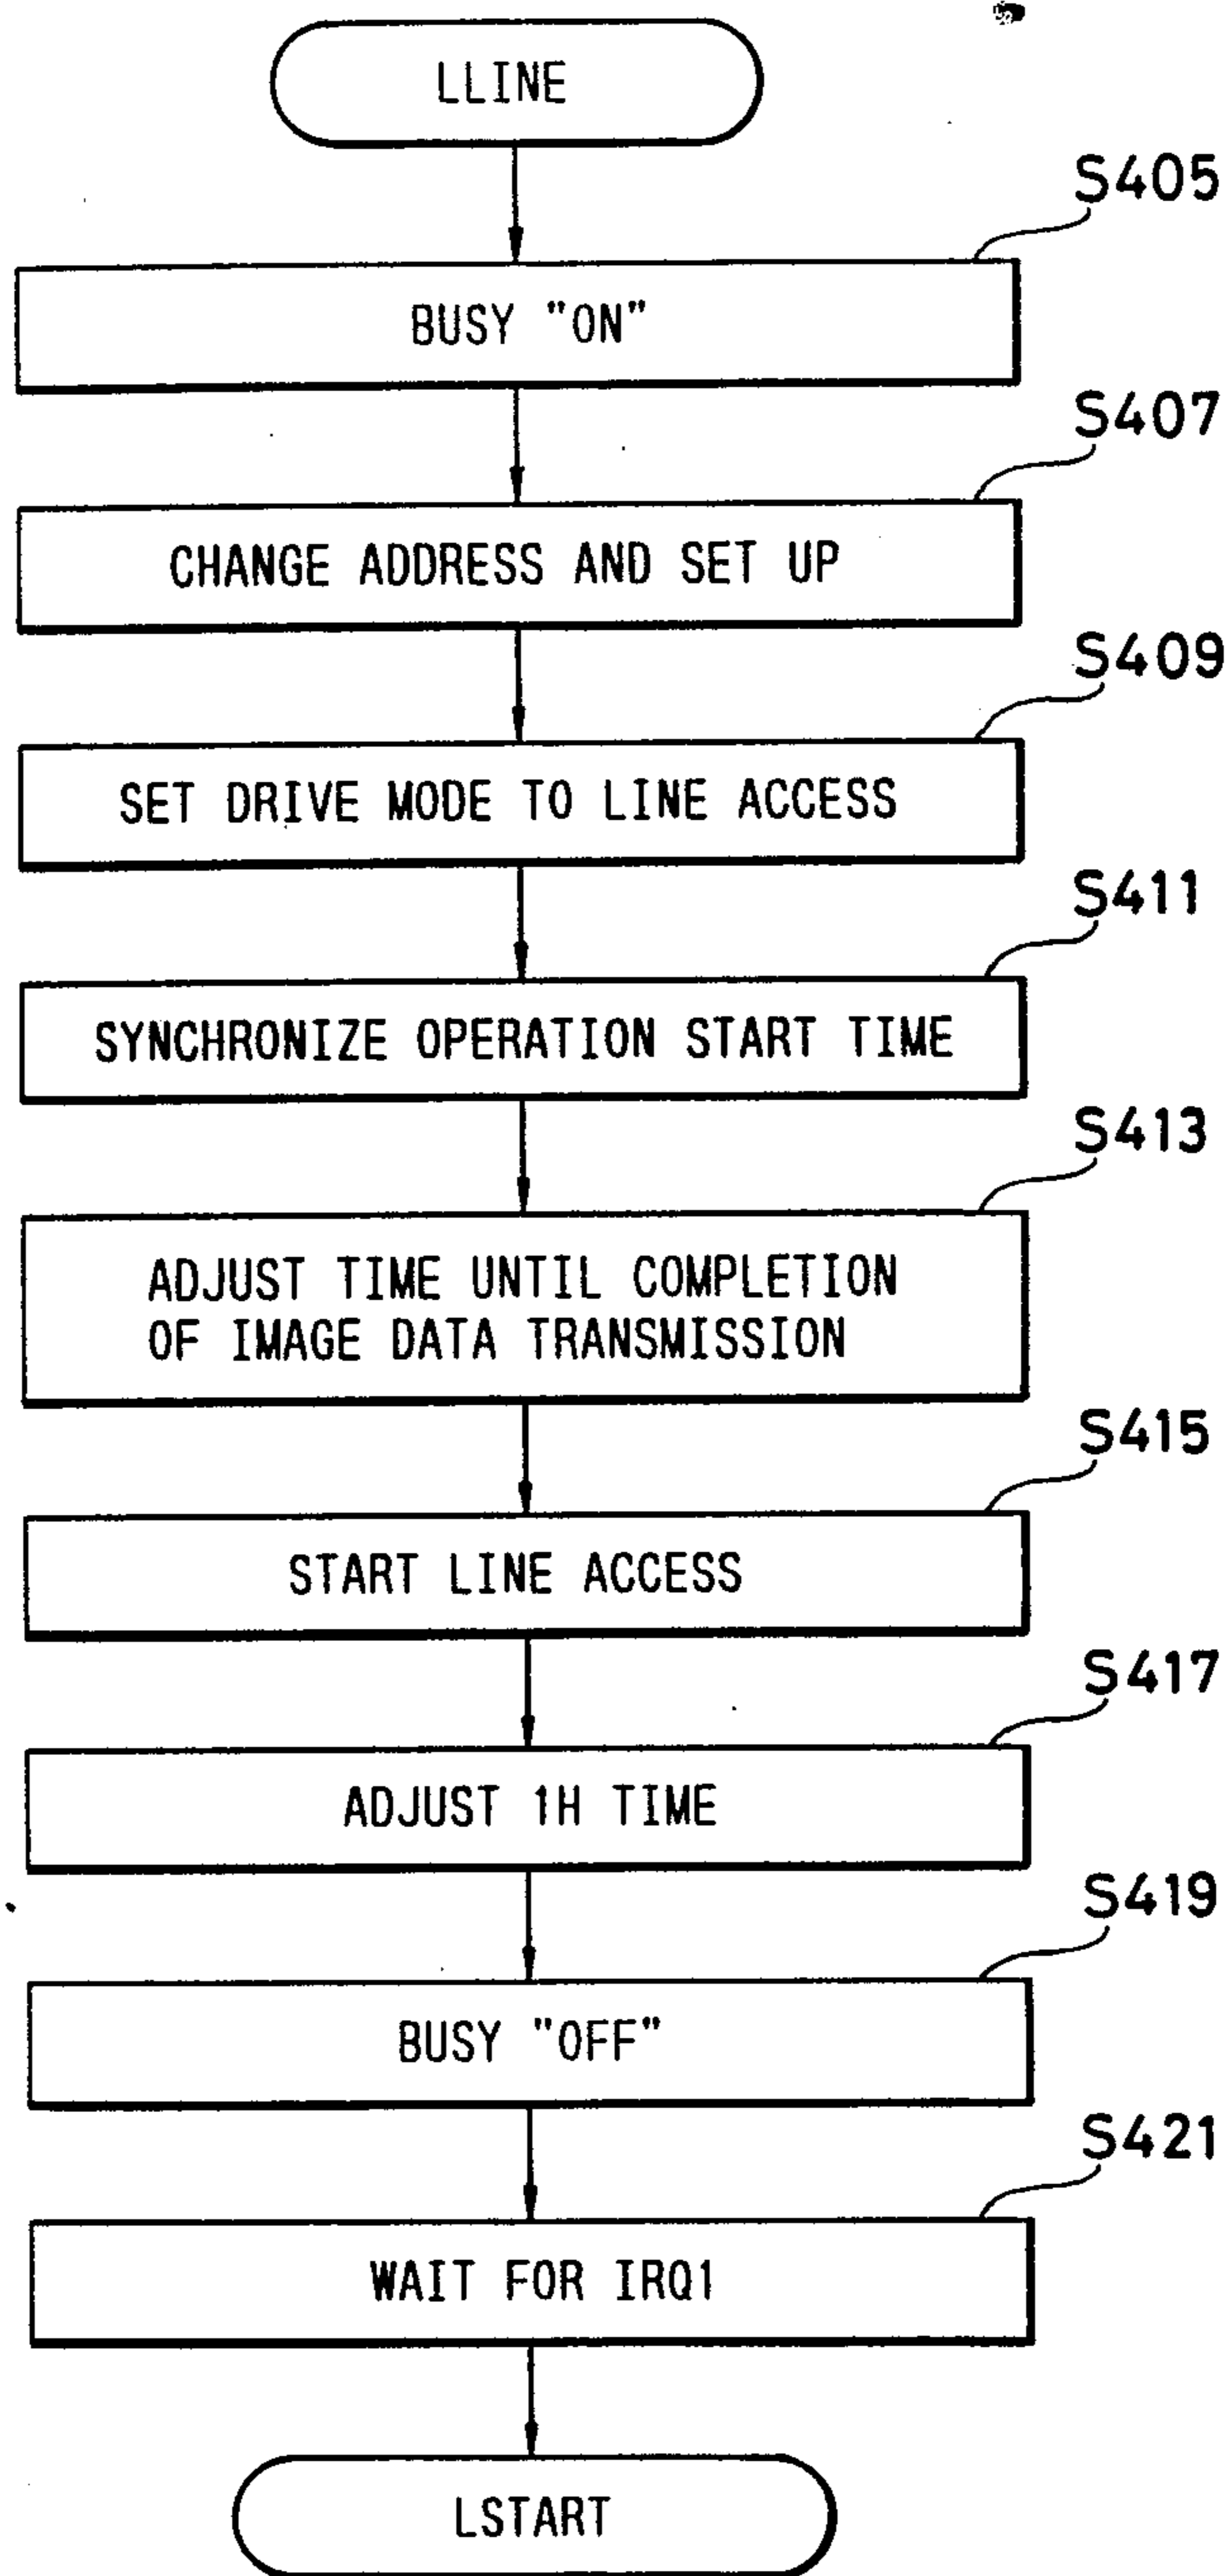 LLINE
S405
BUSY "ON"
S407
CHANGE ADDRESS AND SET UP
S409
SET DRIVE MODE TO LINE ACCESS
S411
SYNCHRONIZE OPERATION START TIME
S413
ADJUST TIME UNTIL COMPLETION
OF IMAGE DATA TRANSMISSION
S415
START LINE ACCESS
S417
ADJUST 1H TIME
S419
BUSY "OFF"
S421
WAIT FOR IRQ1
LSTART